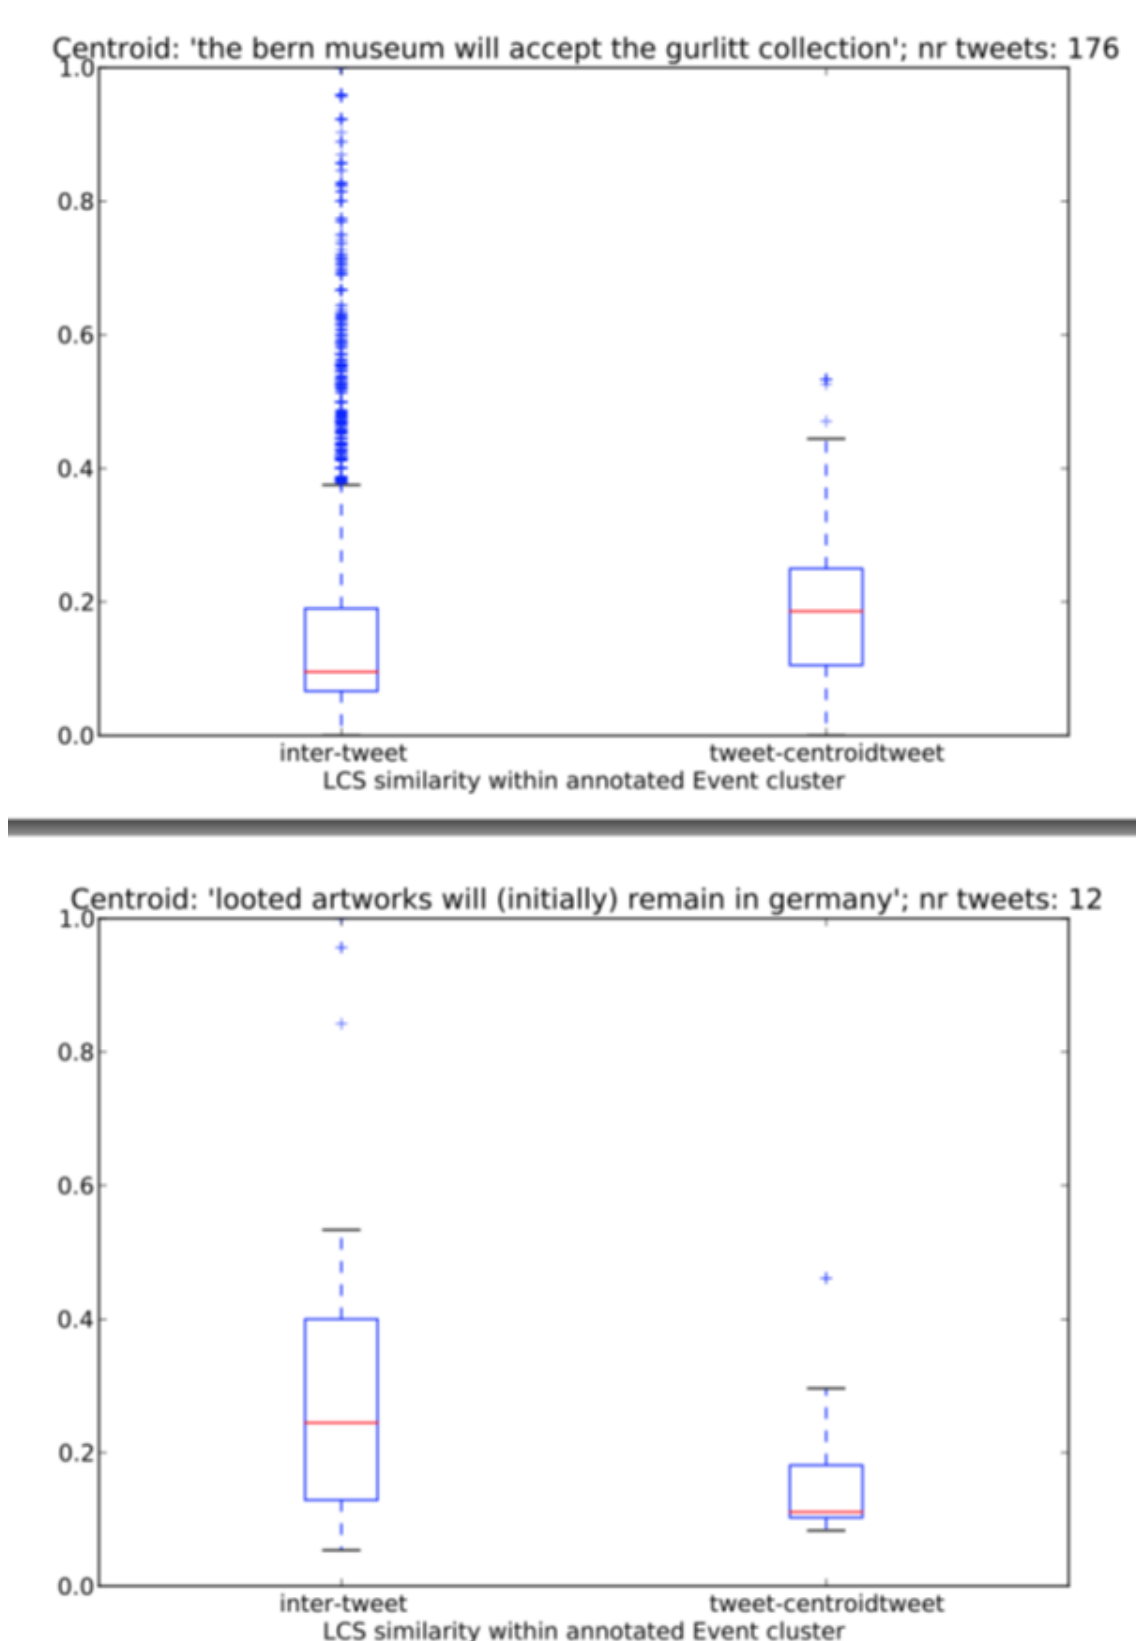 Centroid: 'the bern museum will accept the gurlitt collection'; nr tweets: 176
1.0
0.8
0.6
0.4
0.2
0.0
inter-tweet tweet-centroidtweet
LCS similarity within annotated Event cluster
Centroid: 'looted artworks will (initially) remain in germany'; nr tweets: 12
1.0
0.8
0.6
0.4
0.2
0.0
inter-tweet tweet-centroidtweet
LCS similarity within annotated Event cluster